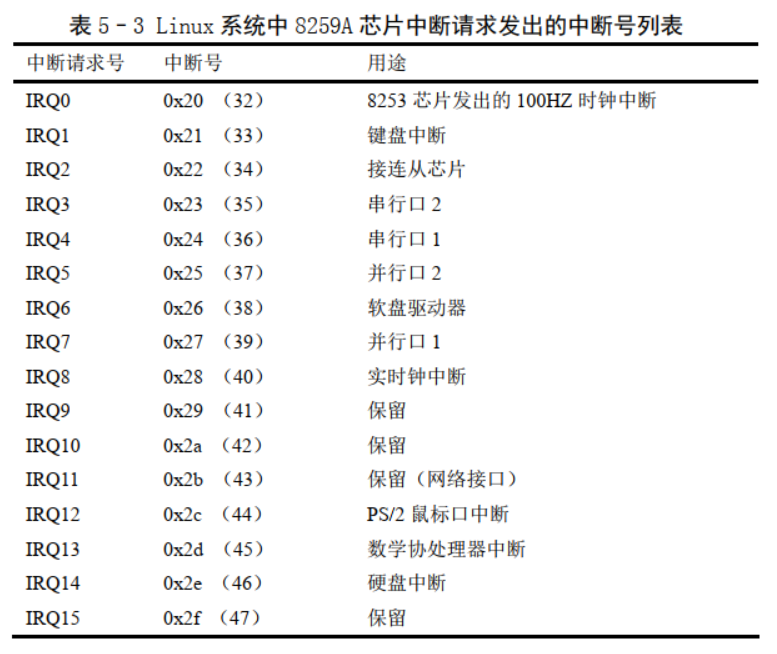 表 5-3 Linux 系统中 8259A 芯片中断请求发出的中断号列表
中断请求号 中断号 用途
IRQ0 0x20 （32） 8253 芯片发出的 100HZ 时钟中断
IRQ1 0x21 （33） 键盘中断
IRQ2 0x22 （34） 接连从芯片
IRQ3 0x23 （35） 串行口 2
IRQ4 0x24 （36） 串行口 1
IRQ5 0x25 （37） 并行口 2
IRQ6 0x26 （38） 软盘驱动器
IRQ7 0x27 （39） 并行口 1
IRQ8 0x28 （40） 实时钟中断
IRQ9 0x29 （41） 保留
IRQ10 0x2a （42） 保留
IRQ11 0x2b （43） 保留（网络接口）
IRQ12 0x2c （44） PS/2 鼠标口中断
IRQ13 0x2d （45） 数学协处理器中断
IRQ14 0x2e （46） 硬盘中断
IRQ15 0x2f （47） 保留